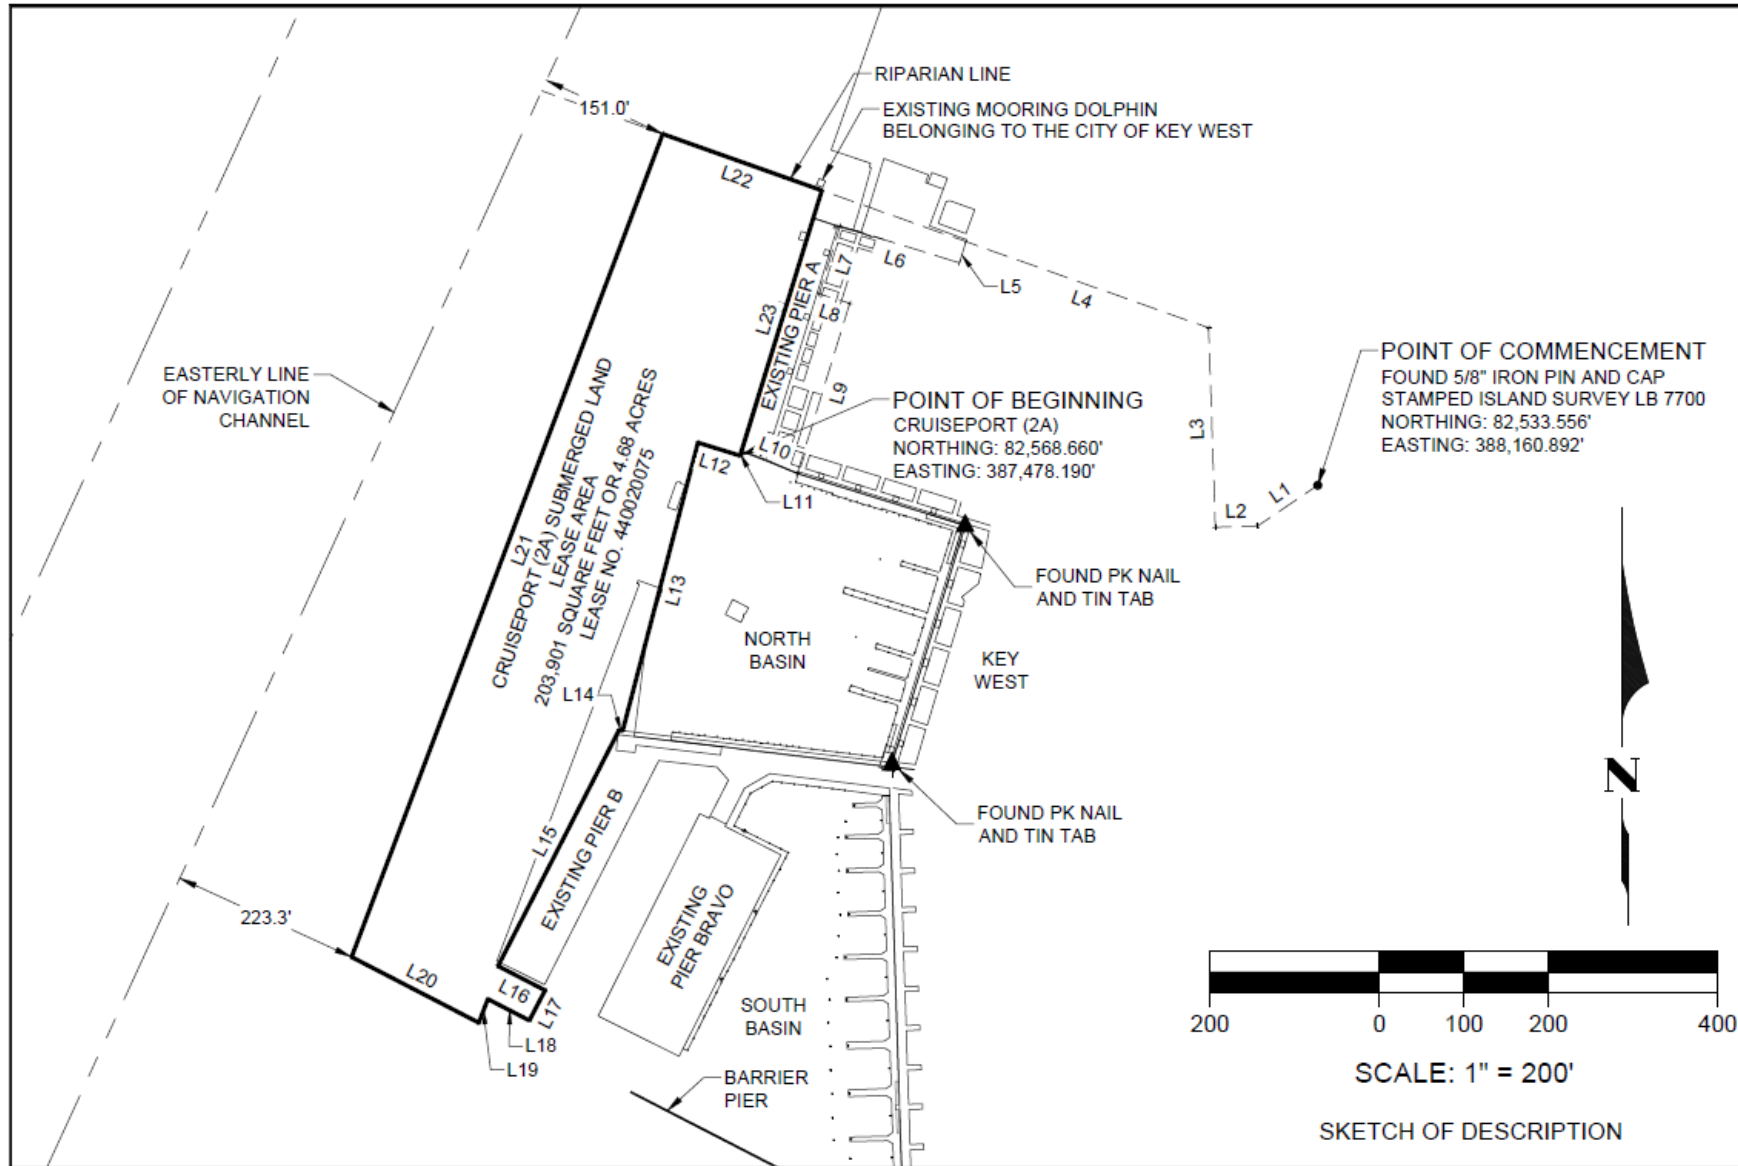 RIPARIAN LINE
EXISTING MOORING DOLPHIN
BELONGING TO THE CITY OF KEY WEST
151.0'
L22
L7
L6
L5
L4
L8
L23
EXISTING PIER A
L9
EASTERLY LINE
OF NAVIGATION
CHANNEL
POINT OF COMMENCEMENT
FOUND 5/8" IRON PIN AND CAP
STAMPED ISLAND SURVEY LB 7700
NORTHING: 82,533.556'
EASTING: 388,160.892'
POINT OF BEGINNING
CRUISEPORT (2A)
NORTHING: 82,568.660'
EASTING: 387,478.190'
L3
L10
L12
L11
L2
L1
L21
CRUISEPORT (2A) SUBMERGED LAND
LEASE AREA
203,901 SQUARE FEET OR 4.68 ACRES
LEASE NO. 440020075
L13
FOUND PK NAIL
AND TIN TAB
NORTH
BASIN
KEY
WEST
L14
L15
EXISTING PIER B
FOUND PK NAIL
AND TIN TAB
EXISTING
PIER BRAVO
223.3'
L20
L16
L17
L18
L19
SOUTH
BASIN
BARRIER
PIER
N
200 0 100 200 400
SCALE: 1" = 200'
SKETCH OF DESCRIPTION